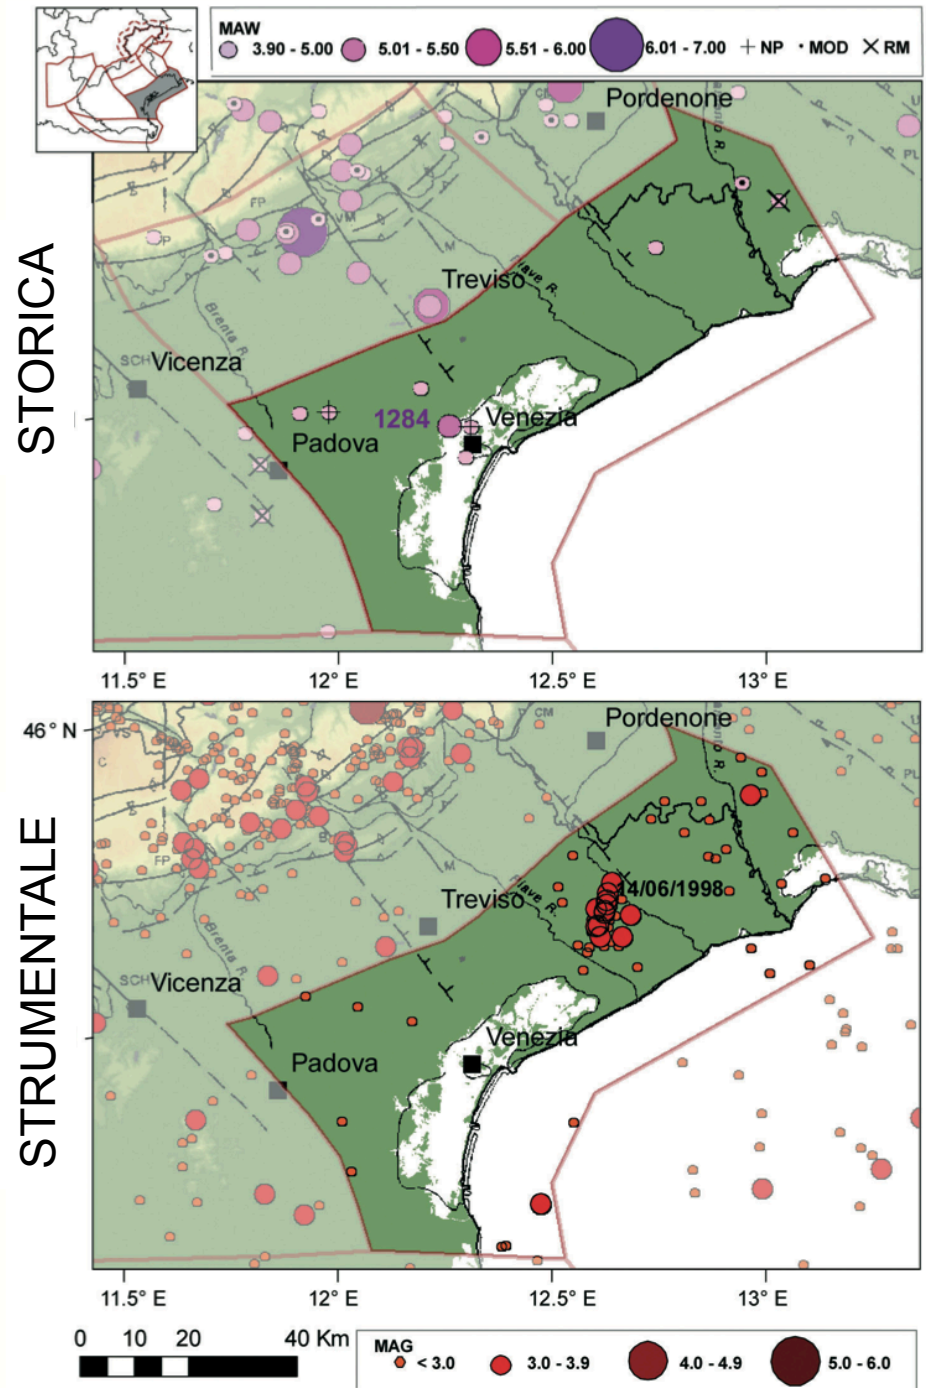 MAW
3.90 - 5.00 5.01 - 5.50 5.51 - 6.00 6.01 - 7.00 NP MOD RM
STORICA
Pordenone
FP
VM
M
Treviso
Piave R.
Brenta R.
SCH
Vicenza
1284
Venezia
Padova
11.5° E 12° E 12.5° E 13° E
STRUMENTALE
46° N
CM
Pordenone
C
FP
M
14/06/1998
Treviso
Piave R.
Brenta R.
SCH
Vicenza
Venezia
Padova
11.5° E 12° E 12.5° E 13° E
0 10 20 40 Km
MAG
< 3.0 3.0 - 3.9 4.0 - 4.9 5.0 - 6.0